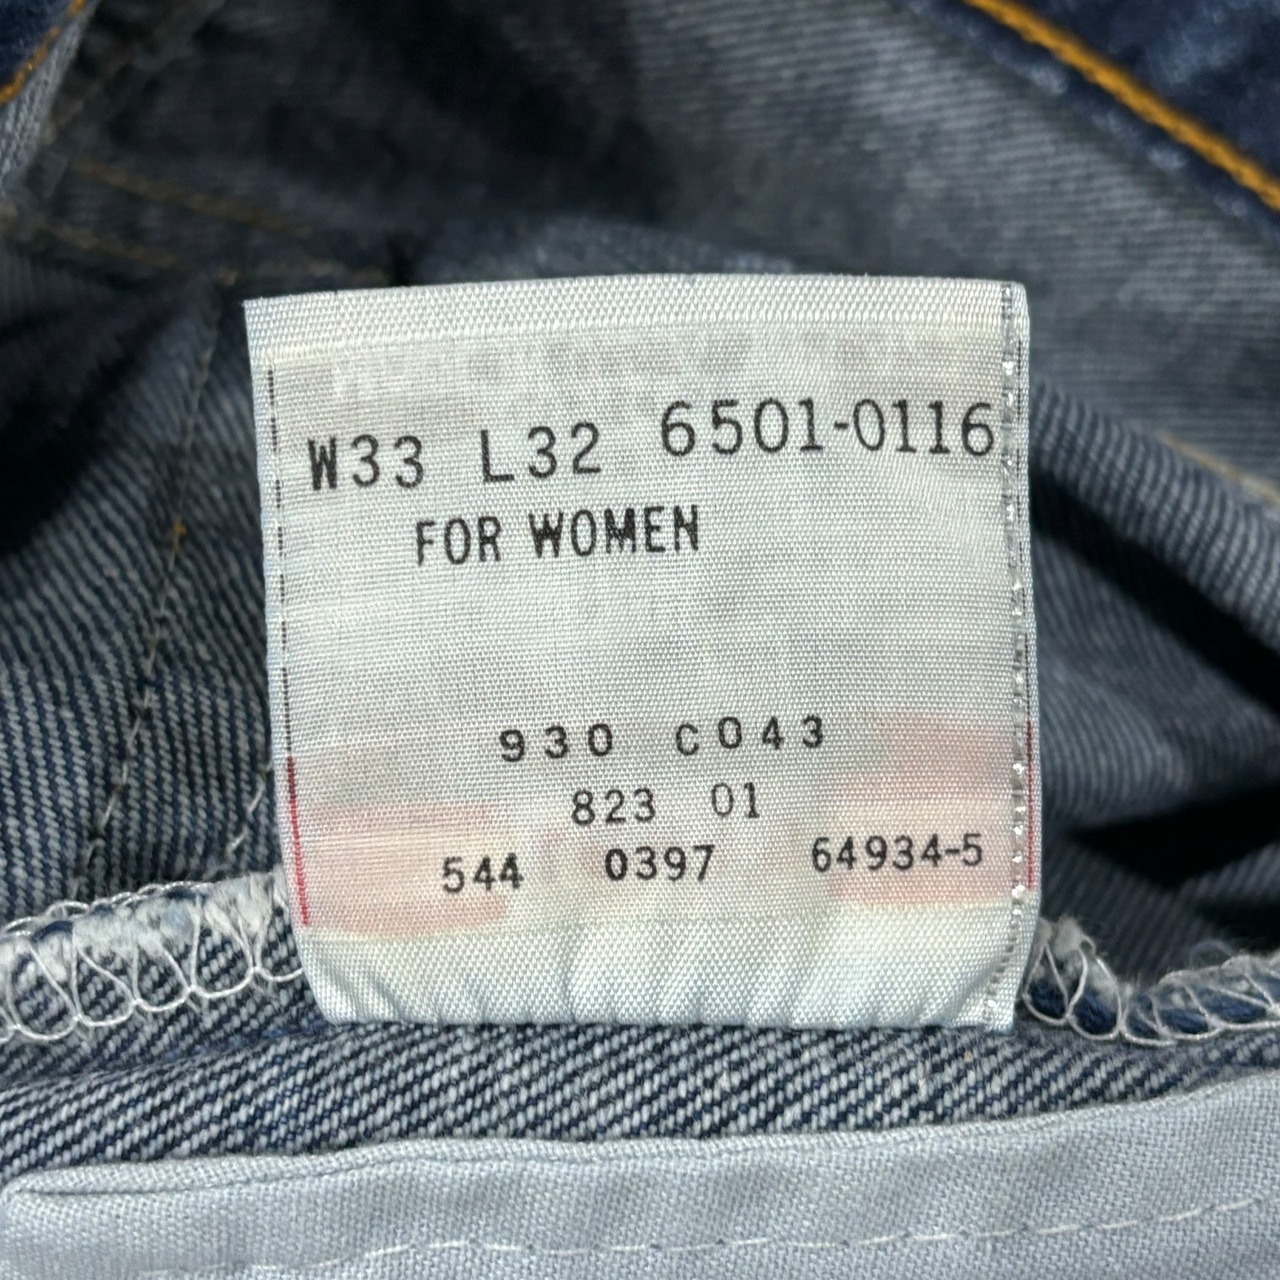 W33 L32 6501-0116
FOR WOMEN
930 C043
823 01
544 0397 64934-5